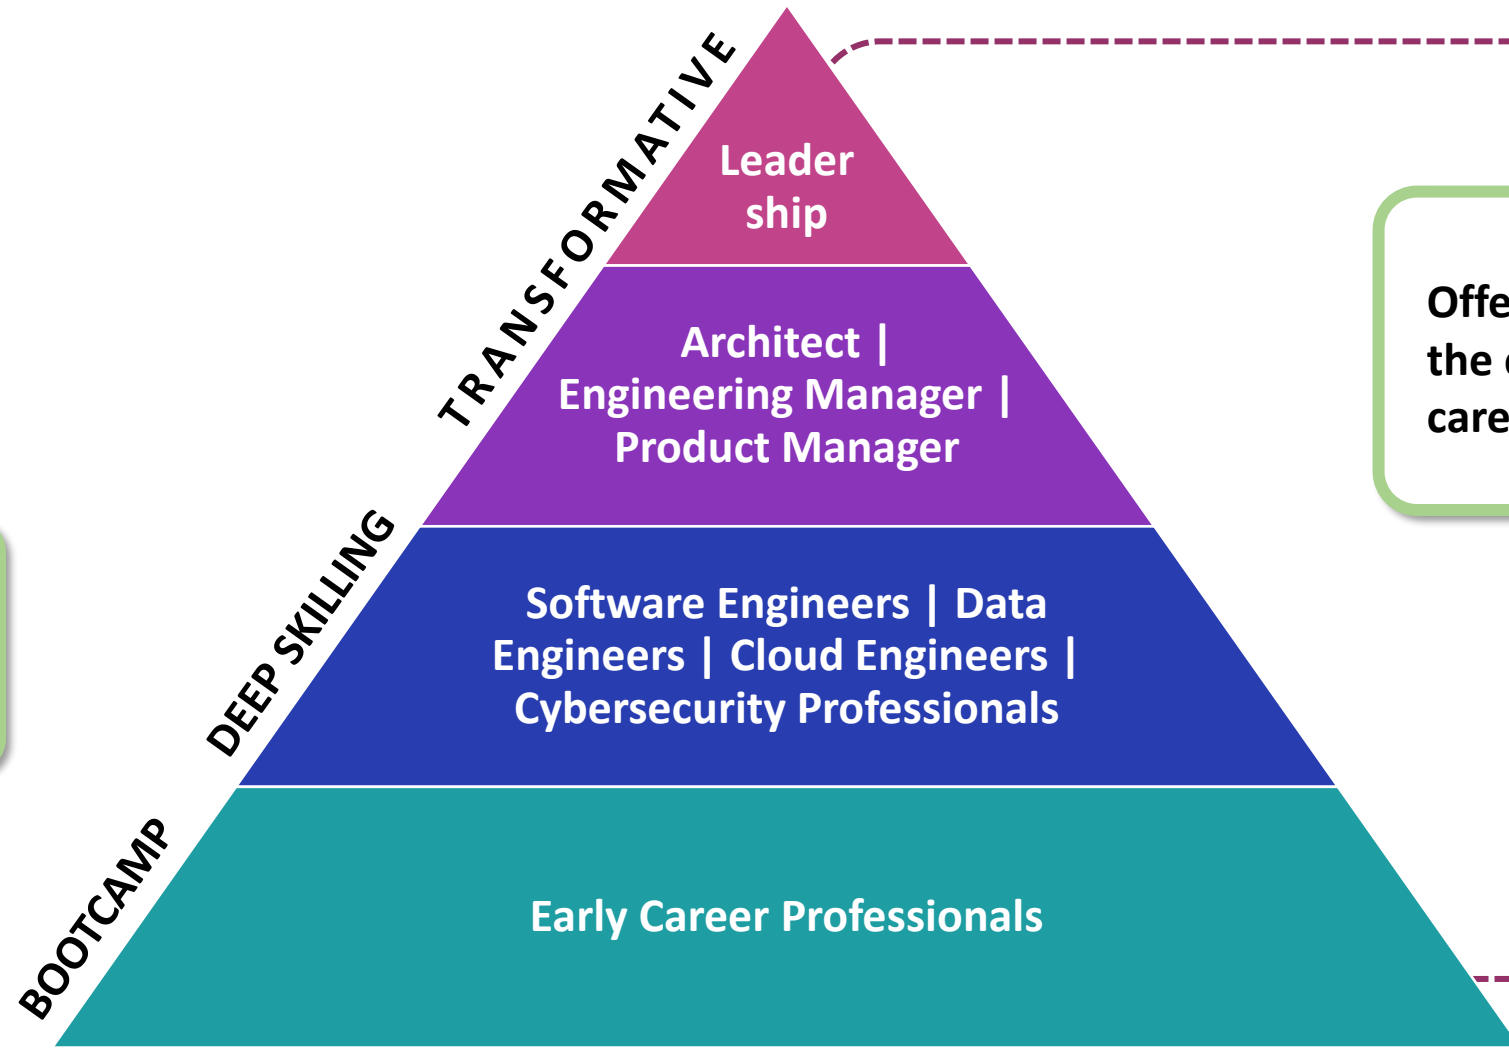 TRANSFORMATIVE
Leader
ship
Architect |
Engineering Manager |
Product Manager
DEEP SKILLING
Software Engineers | Data
Engineers | Cloud Engineers |
Cybersecurity Professionals
BOOTCAMP
Early Career Professionals
the